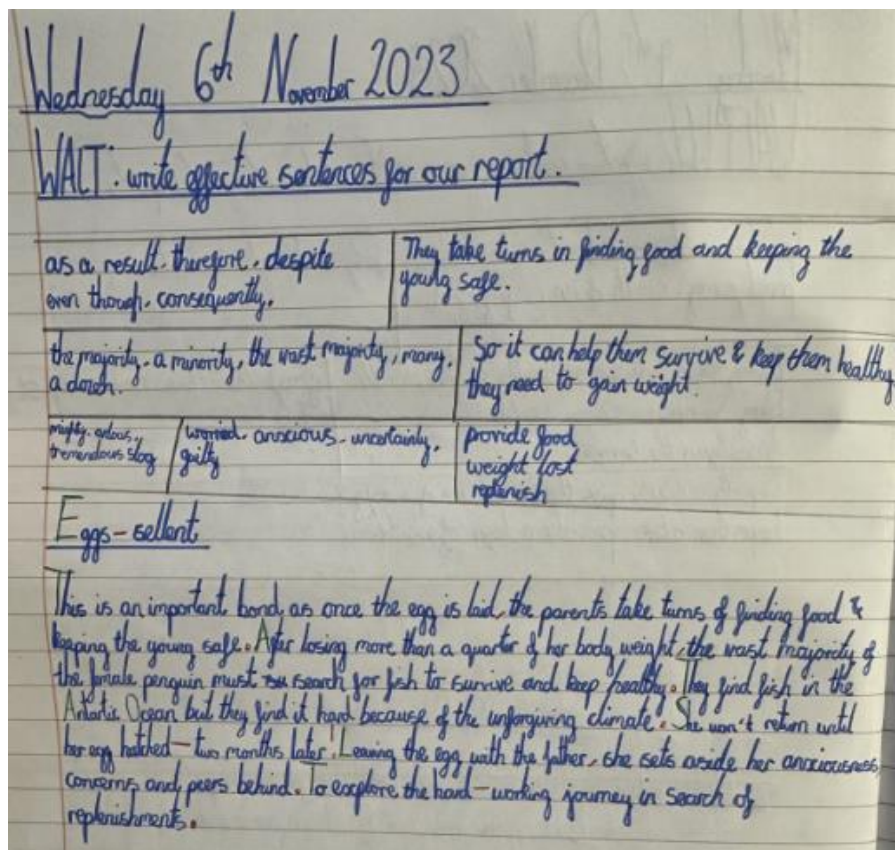 Wednesday 6th November 2023
WALT: write effective sentences for our report.
as a result, therefore, despite
even though, consequently,
They take turns in finding food and keeping the
young safe.
the majority, a minority, the vast majority, many,
a dozen.
So it can help them survive & keep them healthy
they need to gain weight.
mighty,
tremendous slog
worried, anxious, uncertainty,
guilty
provide food
weight lost
replenish
Eggs-sellent
This is an important bond, as once the egg is laid, the parents take turns of finding food &
keeping the young safe. After losing more than a quarter of her body weight, the vast majority of
the female penguin must search for fish to survive and keep healthy. They find fish in the
Antartic Ocean but they find it hard because of the unforgiving climate. She won't return until
her egg hatched - two months later! Leaving the egg with the father, she sets aside her anxiousness,
concerns and peers behind. To explore the hard-working journey in search of
replenishments.